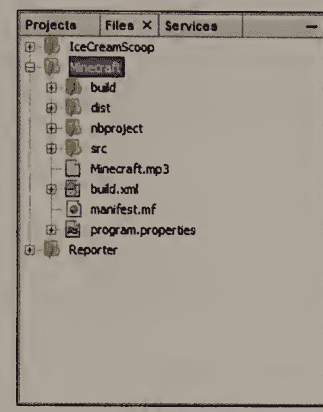 Projects Files × Services
IceCreamScoop
Minecraft
build
dist
nbproject
src
Minecraft.mp3
build.xml
manifest.mf
program.properties
Reporter